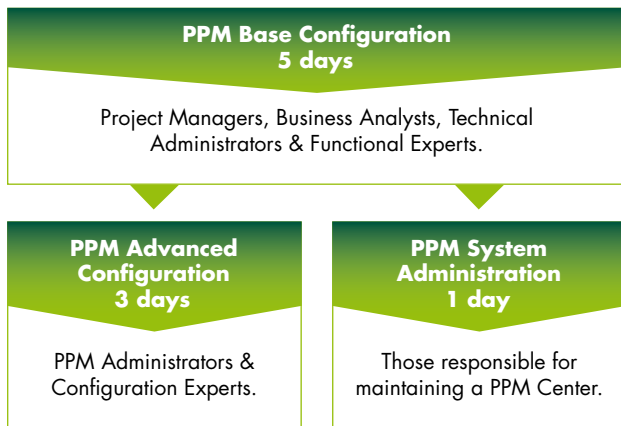 PPM Base Configuration
5 days
Project Managers, Business Analysts, Technical
Administrators & Functional Experts.
PPM Advanced
Configuration
3 days
PPM Administrators &
Configuration Experts.
PPM System
Administration
1 day
Those responsible for
maintaining a PPM Center.